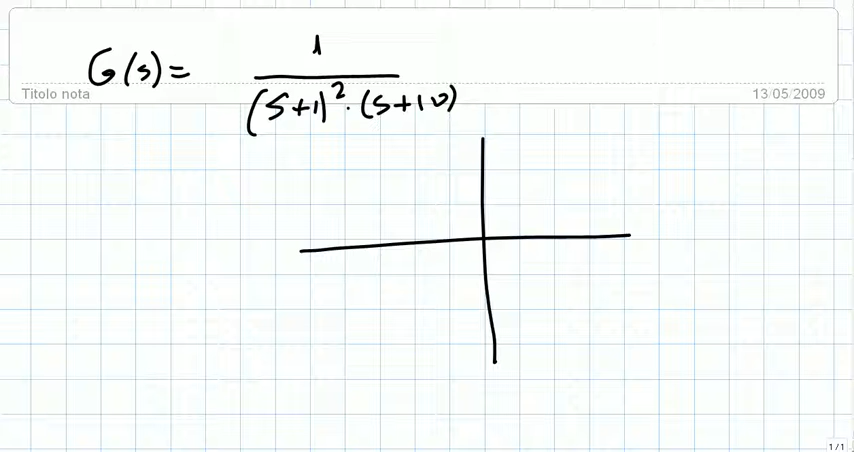 G(s) = 1 / (s+1)² · (s+10)
Titolo nota
13/05/2009
1/1